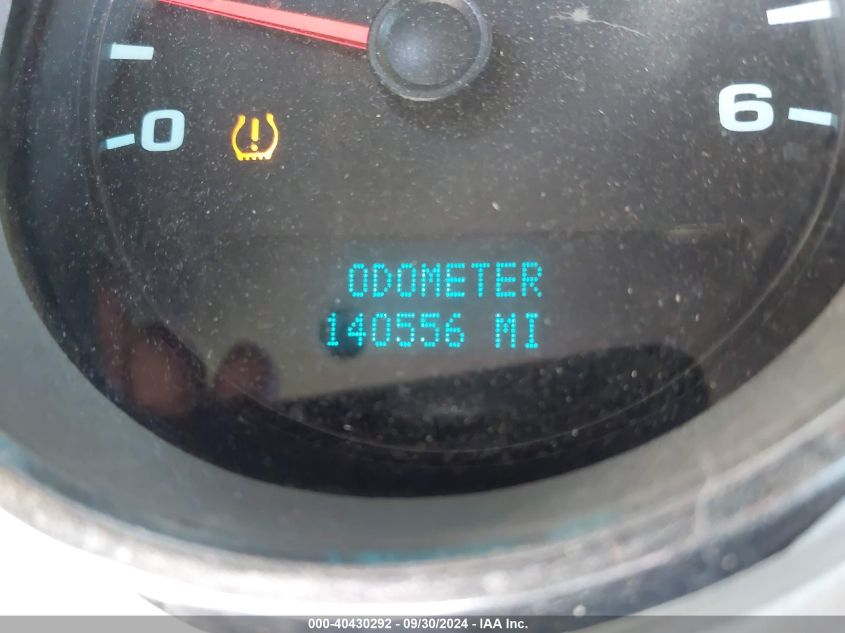 0
6
ODOMETER
140556 MI
000-40430292 - 09/30/2024 - IAA Inc.